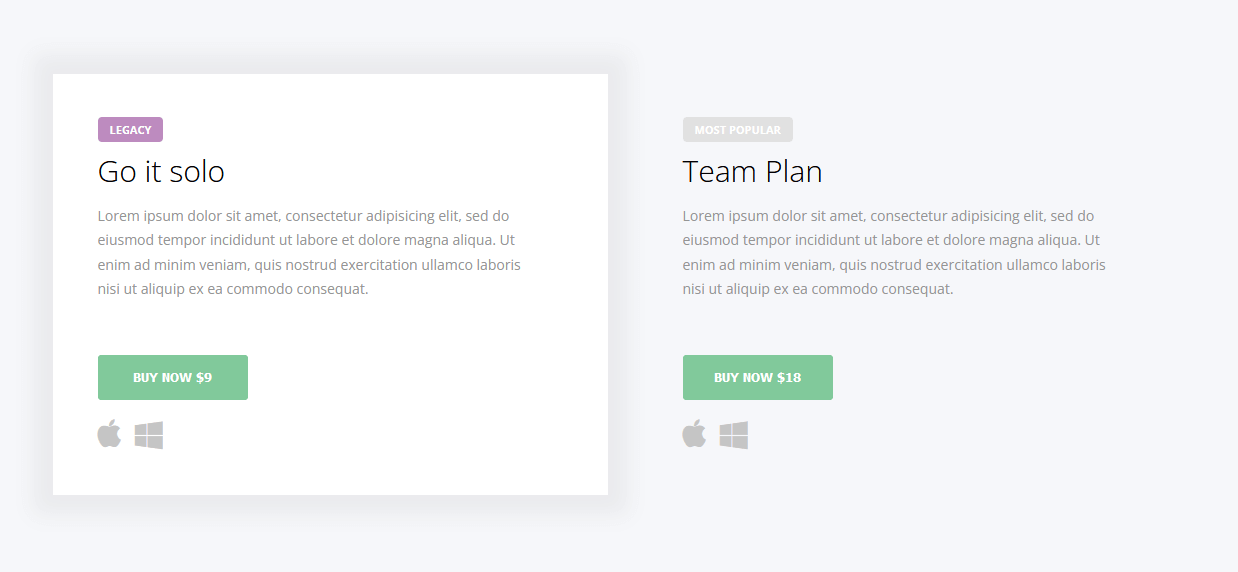 LEGACY
Go it solo
Lorem ipsum dolor sit amet, consectetur adipisicing elit, sed do
eiusmod tempor incididunt ut labore et dolore magna aliqua. Ut
enim ad minim veniam, quis nostrud exercitation ullamco laboris
nisi ut aliquip ex ea commodo consequat.
BUY NOW $9
MOST POPULAR
Team Plan
Lorem ipsum dolor sit amet, consectetur adipisicing elit, sed do
eiusmod tempor incididunt ut labore et dolore magna aliqua. Ut
enim ad minim veniam, quis nostrud exercitation ullamco laboris
nisi ut aliquip ex ea commodo consequat.
BUY NOW $18